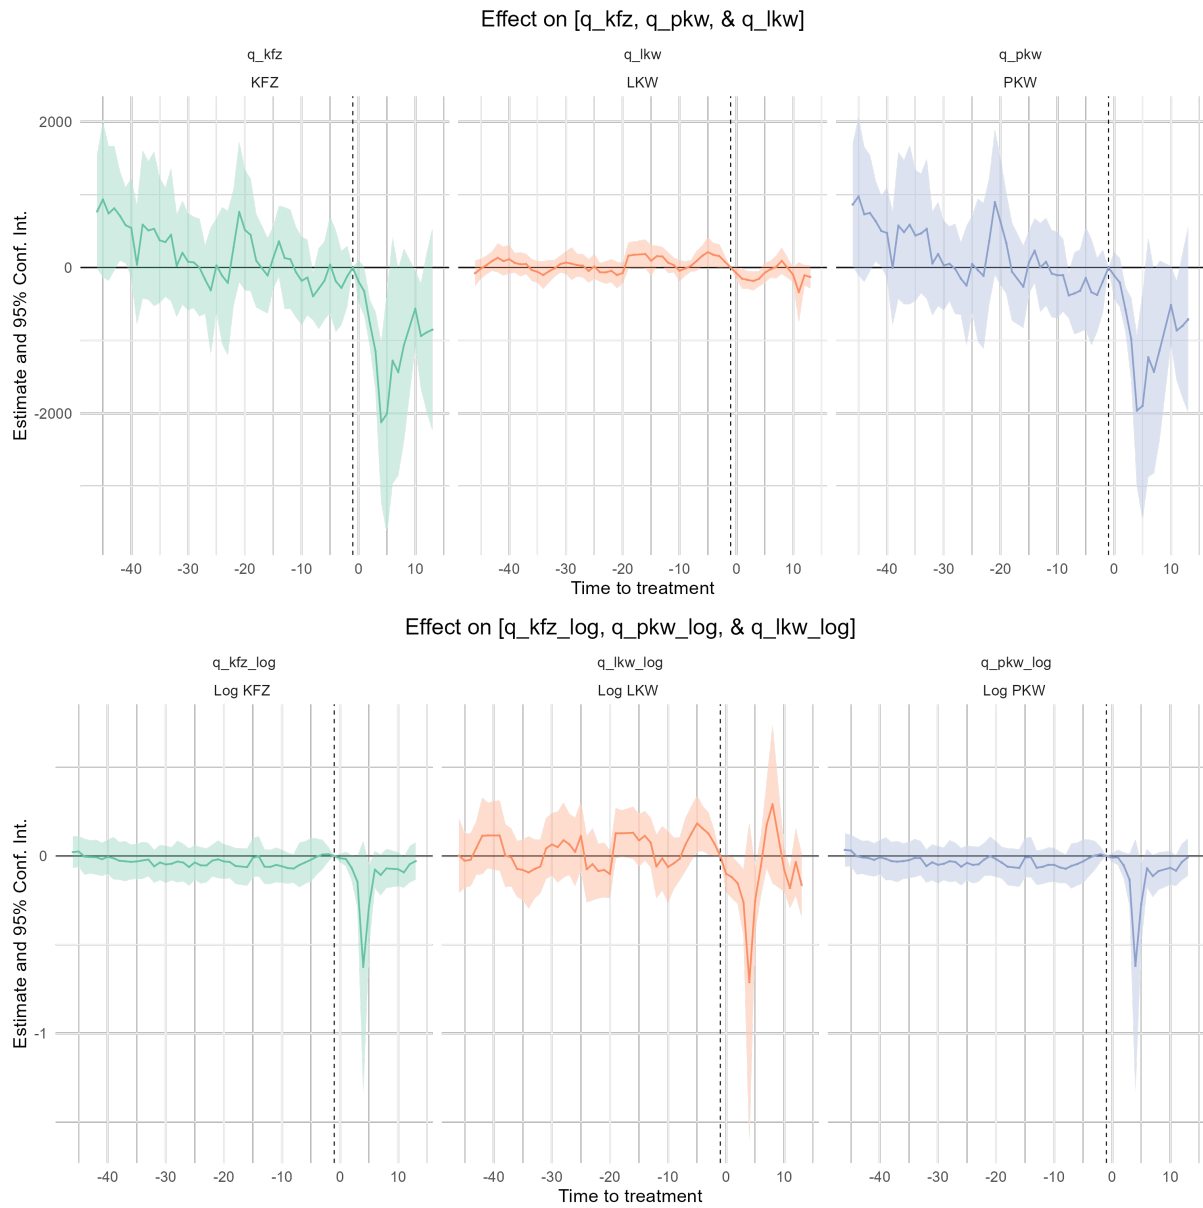 Effect on [q_kfz, q_pkw, & q_lkw]
q_kfz q_lkw q_pkw
KFZ LKW PKW
2000
0
-2000
Estimate and 95% Conf. Int.
-40 -30 -20 -10 0 10 -40 -30 -20 -10 0 10 -40 -30 -20 -10 0 10
Time to treatment
Effect on [q_kfz_log, q_pkw_log, & q_lkw_log]
q_kfz_log q_lkw_log q_pkw_log
Log KFZ Log LKW Log PKW
0
-1
Estimate and 95% Conf. Int.
-40 -30 -20 -10 0 10 -40 -30 -20 -10 0 10 -40 -30 -20 -10 0 10
Time to treatment